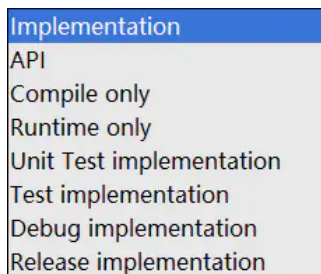 Implementation
API
Compile only
Runtime only
Unit Test implementation
Test implementation
Debug implementation
Release implementation